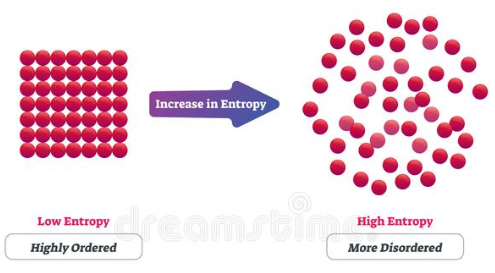 Increase in Entropy
Low Entropy
High Entropy
dreamstime
Highly Ordered
More Disordered